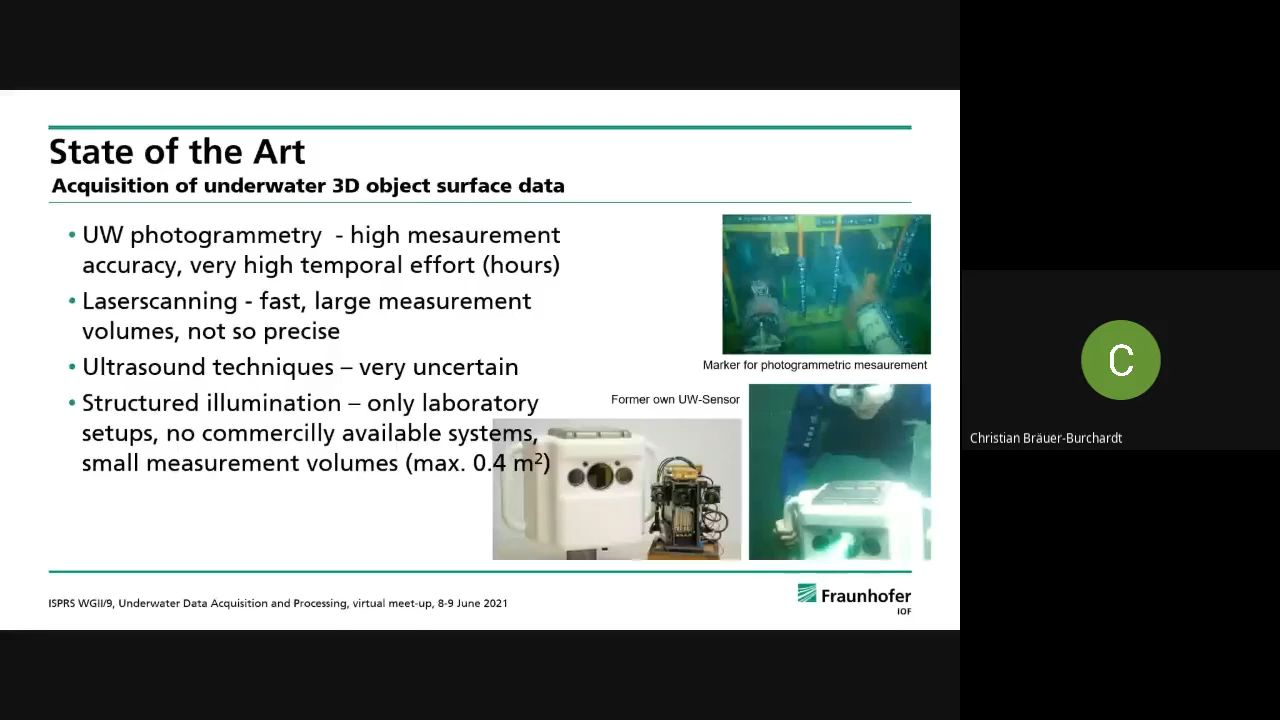 State of the Art
Acquisition of underwater 3D object surface data
• UW photogrammetry - high mesaurement
accuracy, very high temporal effort (hours)
• Laserscanning - fast, large measurement
volumes, not so precise
• Ultrasound techniques – very uncertain
• Structured illumination – only laboratory
setups, no commercilly available systems,
small measurement volumes (max. 0.4 m²)
Marker for photogrammetric mesaurement
Former own UW-Sensor
ISPRS WGII/9, Underwater Data Acquisition and Processing, virtual meet-up, 8-9 June 2021
Fraunhofer
IOF
C
Christian Bräuer-Burchardt